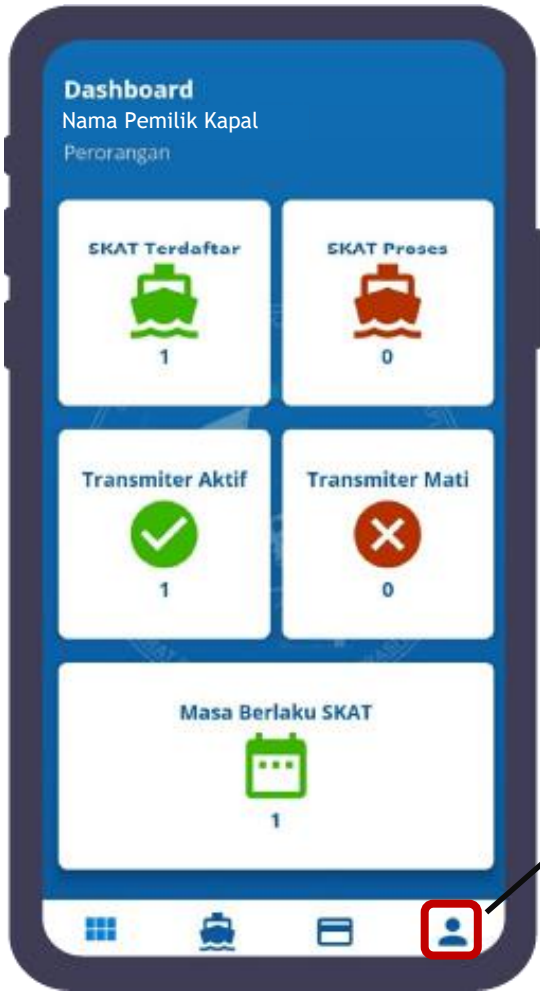 Dashboard
Nama Pemilik Kapal
Perorangan
SKAT Terdaftar
1
SKAT Proses
0
Transmiter Aktif
1
Transmiter Mati
0
Masa Berlaku SKAT
1